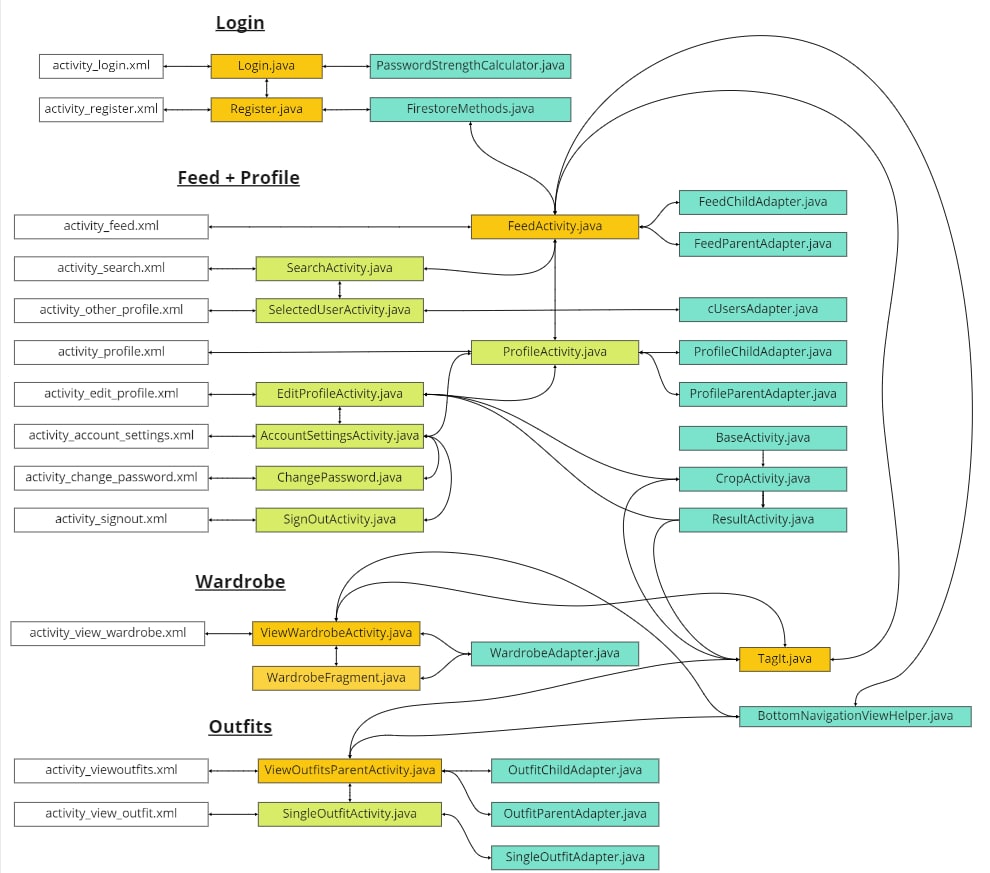 Login
activity_login.xml
Login.java
PasswordStrengthCalculator.java
activity_register.xml
Register.java
FirestoreMethods.java
Feed + Profile
FeedChildAdapter.java
activity_feed.xml
FeedActivity.java
FeedParentAdapter.java
activity_search.xml
SearchActivity.java
activity_other_profile.xml
SelectedUserActivity.java
cUsersAdapter.java
activity_profile.xml
ProfileActivity.java
ProfileChildAdapter.java
activity_edit_profile.xml
EditProfileActivity.java
ProfileParentAdapter.java
activity_account_settings.xml
AccountSettingsActivity.java
BaseActivity.java
activity_change_password.xml
ChangePassword.java
CropActivity.java
activity_signout.xml
SignOutActivity.java
ResultActivity.java
Wardrobe
activity_view_wardrobe.xml
ViewWardrobeActivity.java
WardrobeAdapter.java
TagIt.java
WardrobeFragment.java
BottomNavigationViewHelper.java
Outfits
activity_viewoutfits.xml
ViewOutfitsParentActivity.java
OutfitChildAdapter.java
activity_view_outfit.xml
SingleOutfitActivity.java
OutfitParentAdapter.java
SingleOutfitAdapter.java